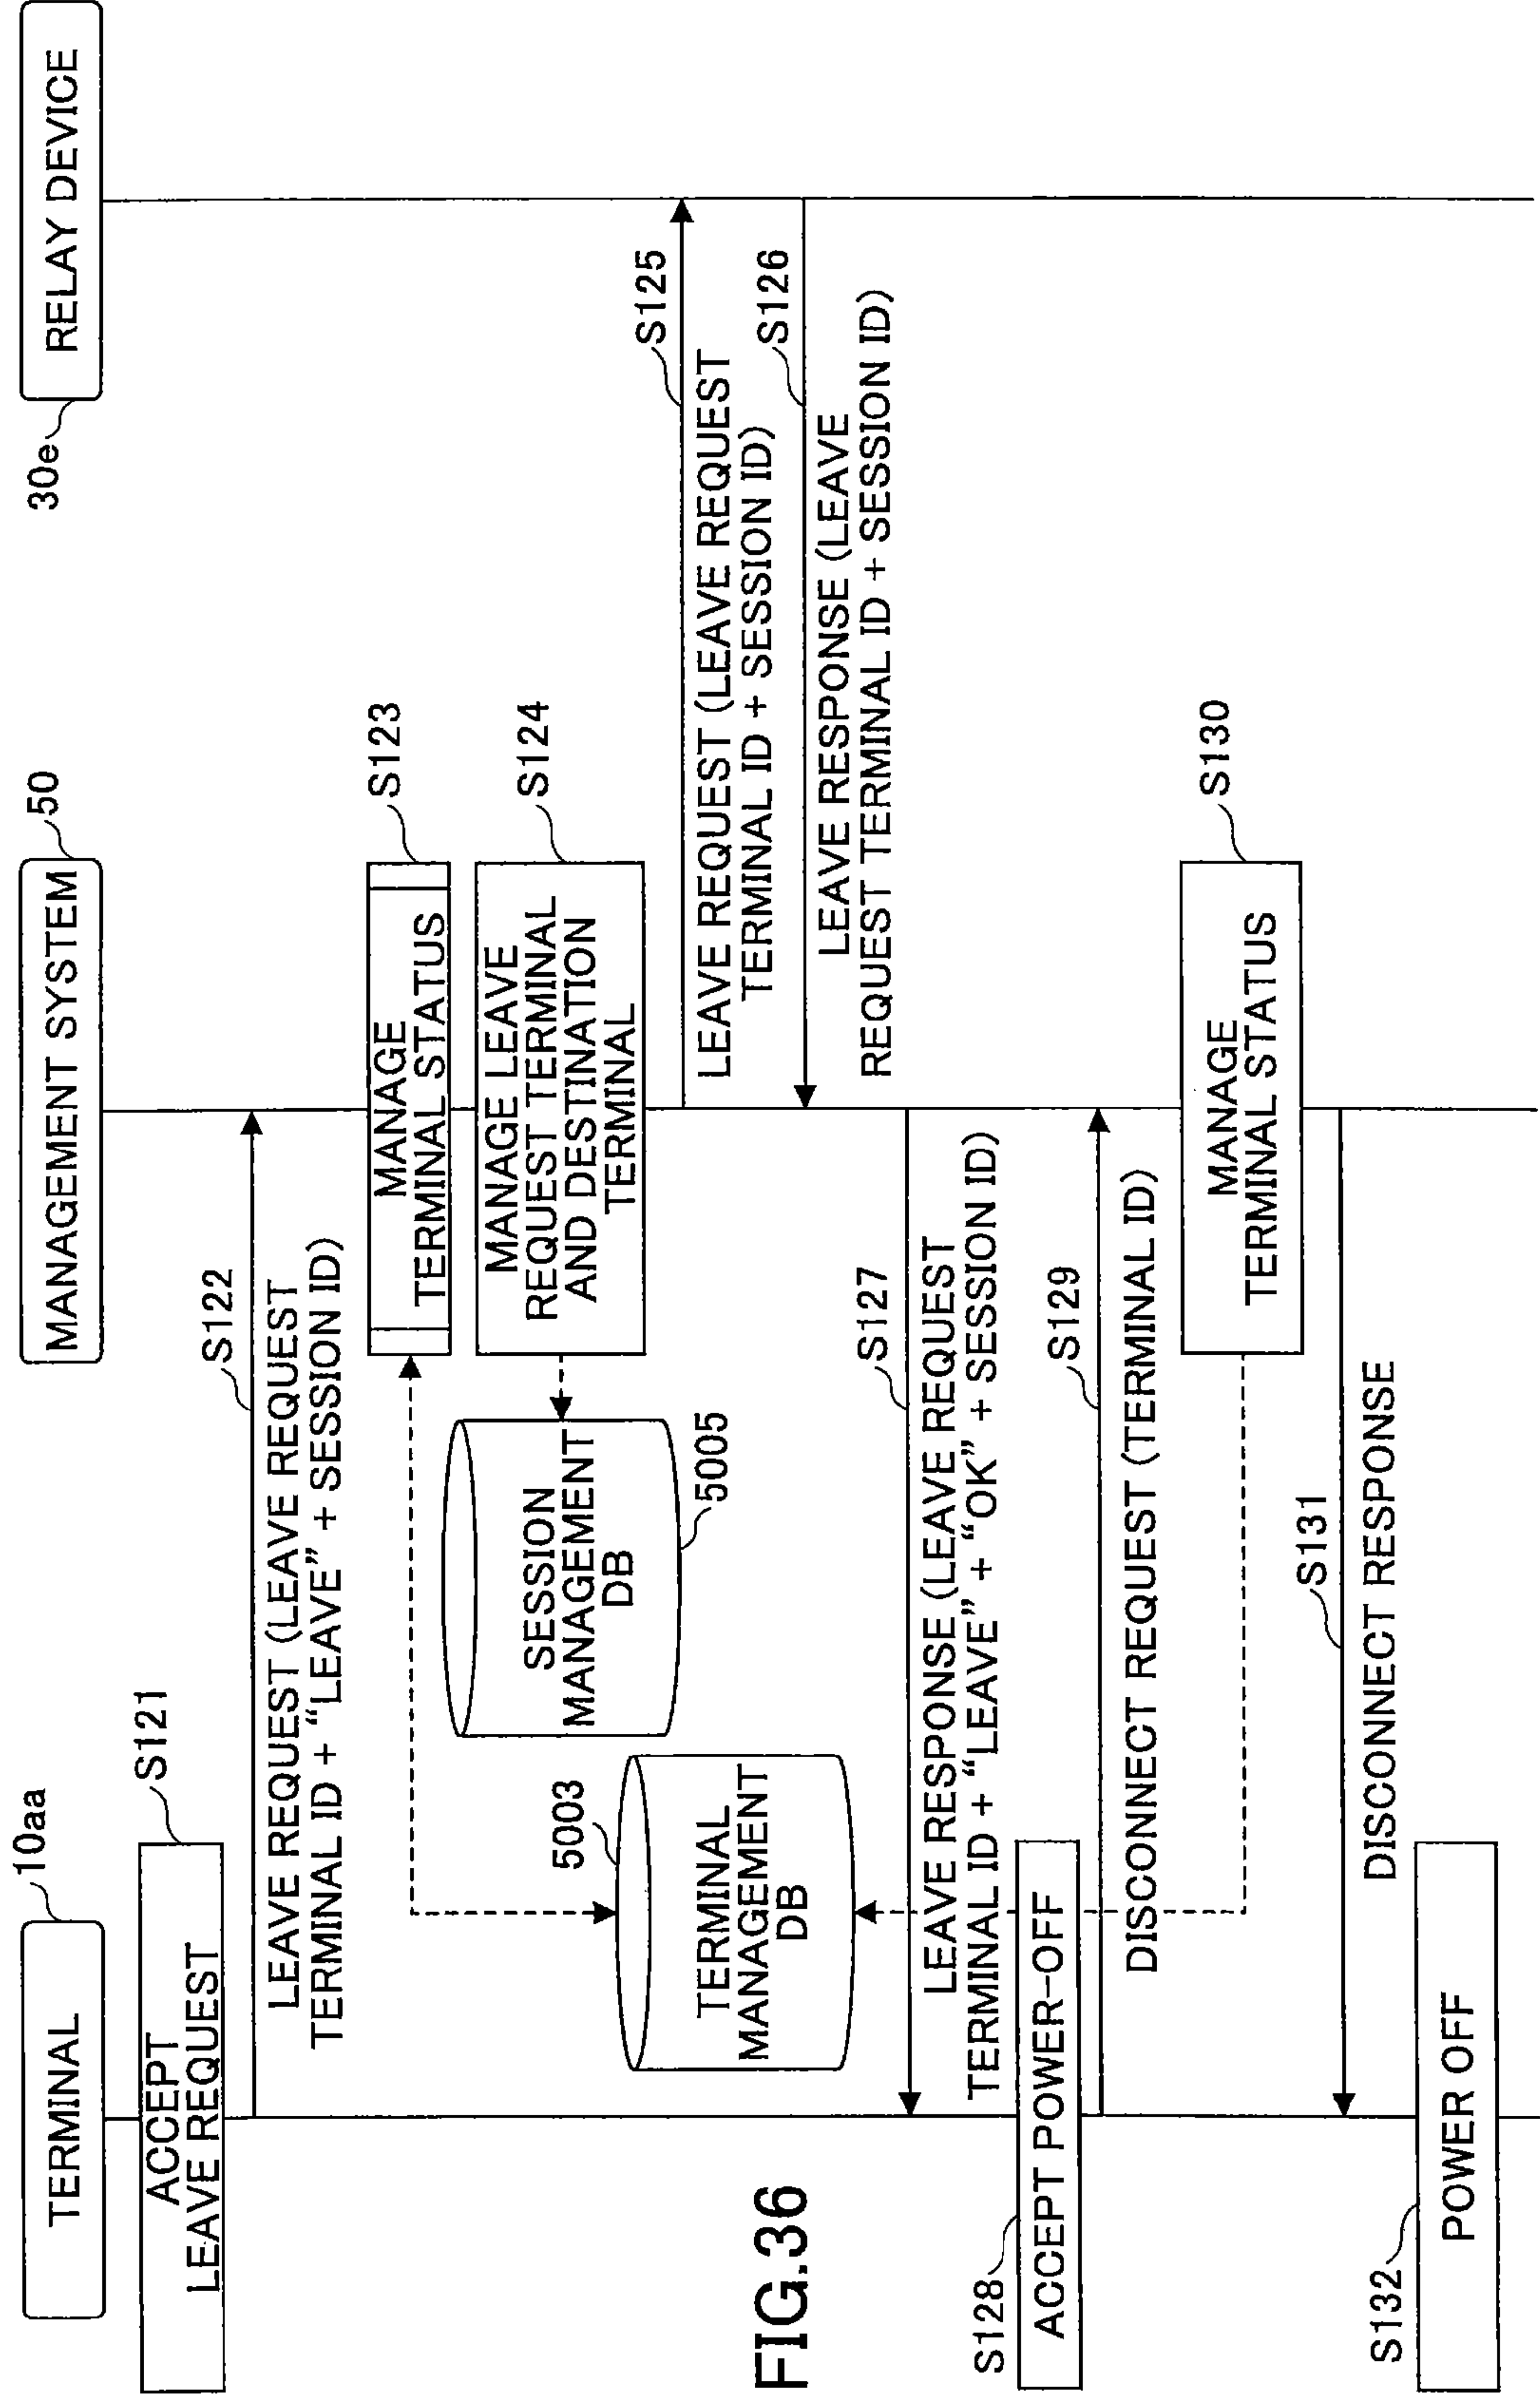 FIG.36
TERMINAL
10aa
MANAGEMENT SYSTEM
50
RELAY DEVICE
30e
ACCEPT
LEAVE REQUEST
S121
S122
LEAVE REQUEST (LEAVE REQUEST
TERMINAL ID + “LEAVE” + SESSION ID)
MANAGE
TERMINAL STATUS
S123
MANAGE LEAVE
REQUEST TERMINAL
AND DESTINATION
TERMINAL
S124
SESSION
MANAGEMENT
DB
5005
5003
TERMINAL
MANAGEMENT
DB
S125
LEAVE REQUEST (LEAVE REQUEST
TERMINAL ID + SESSION ID)
S126
LEAVE RESPONSE (LEAVE
REQUEST TERMINAL ID + SESSION ID)
S127
LEAVE RESPONSE (LEAVE REQUEST
TERMINAL ID + “LEAVE” + “OK” + SESSION ID)
S128
ACCEPT POWER-OFF
S129
DISCONNECT REQUEST (TERMINAL ID)
MANAGE
TERMINAL STATUS
S130
S131
DISCONNECT RESPONSE
S132
POWER OFF